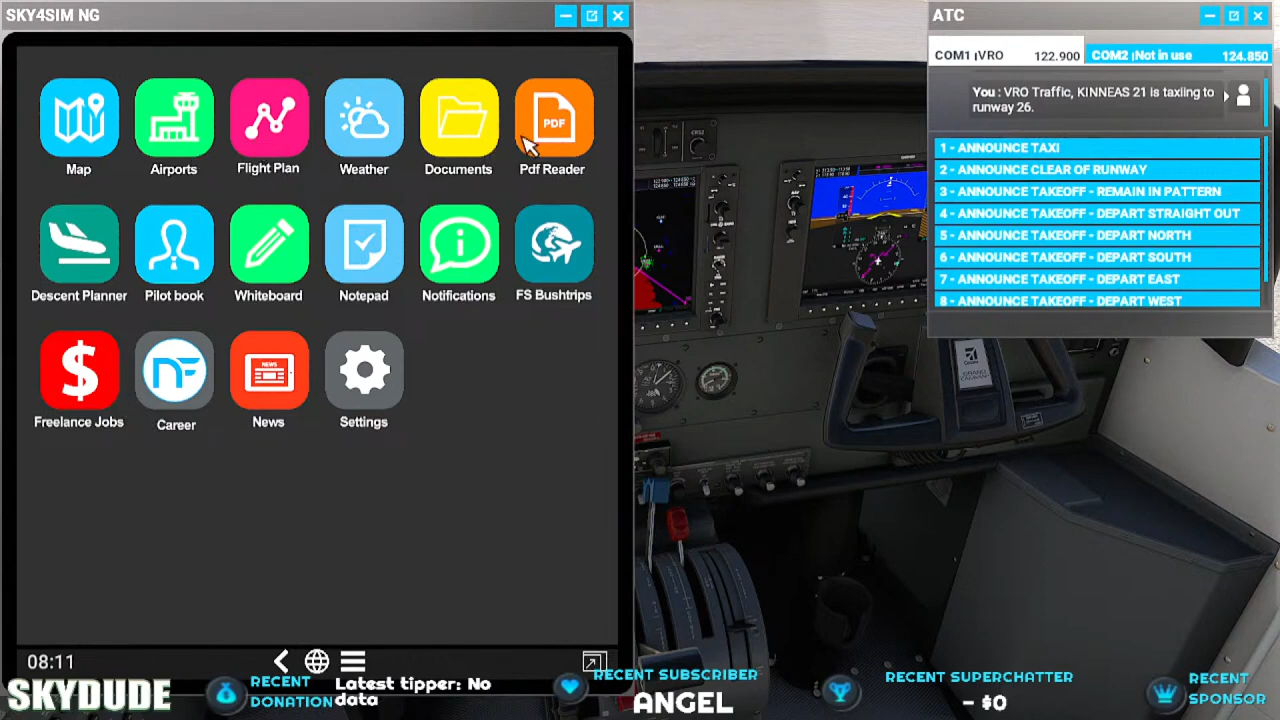 SKY4SIM NG
Map
Airports
Flight Plan
Weather
Documents
PDF
Pdf Reader
Descent Planner
Pilot book
Whiteboard
Notepad
Notifications
FS Bushtrips
Freelance Jobs
Career
NEWS
News
Settings
08:11
ATC
COM1 |VRO 122.900
COM2 |Not in use 124.850
You : VRO Traffic, KINNEAS 21 is taxiing to
runway 26.
1 - ANNOUNCE TAXI
2 - ANNOUNCE CLEAR OF RUNWAY
3 - ANNOUNCE TAKEOFF - REMAIN IN PATTERN
4 - ANNOUNCE TAKEOFF - DEPART STRAIGHT OUT
5 - ANNOUNCE TAKEOFF - DEPART NORTH
6 - ANNOUNCE TAKEOFF - DEPART SOUTH
7 - ANNOUNCE TAKEOFF - DEPART EAST
8 - ANNOUNCE TAKEOFF - DEPART WEST
SKYDUDE
RECENT
DONATION
Latest tipper: No
data
RECENT SUBSCRIBER
ANGEL
RECENT SUPERCHATTER
- $0
RECENT
SPONSOR